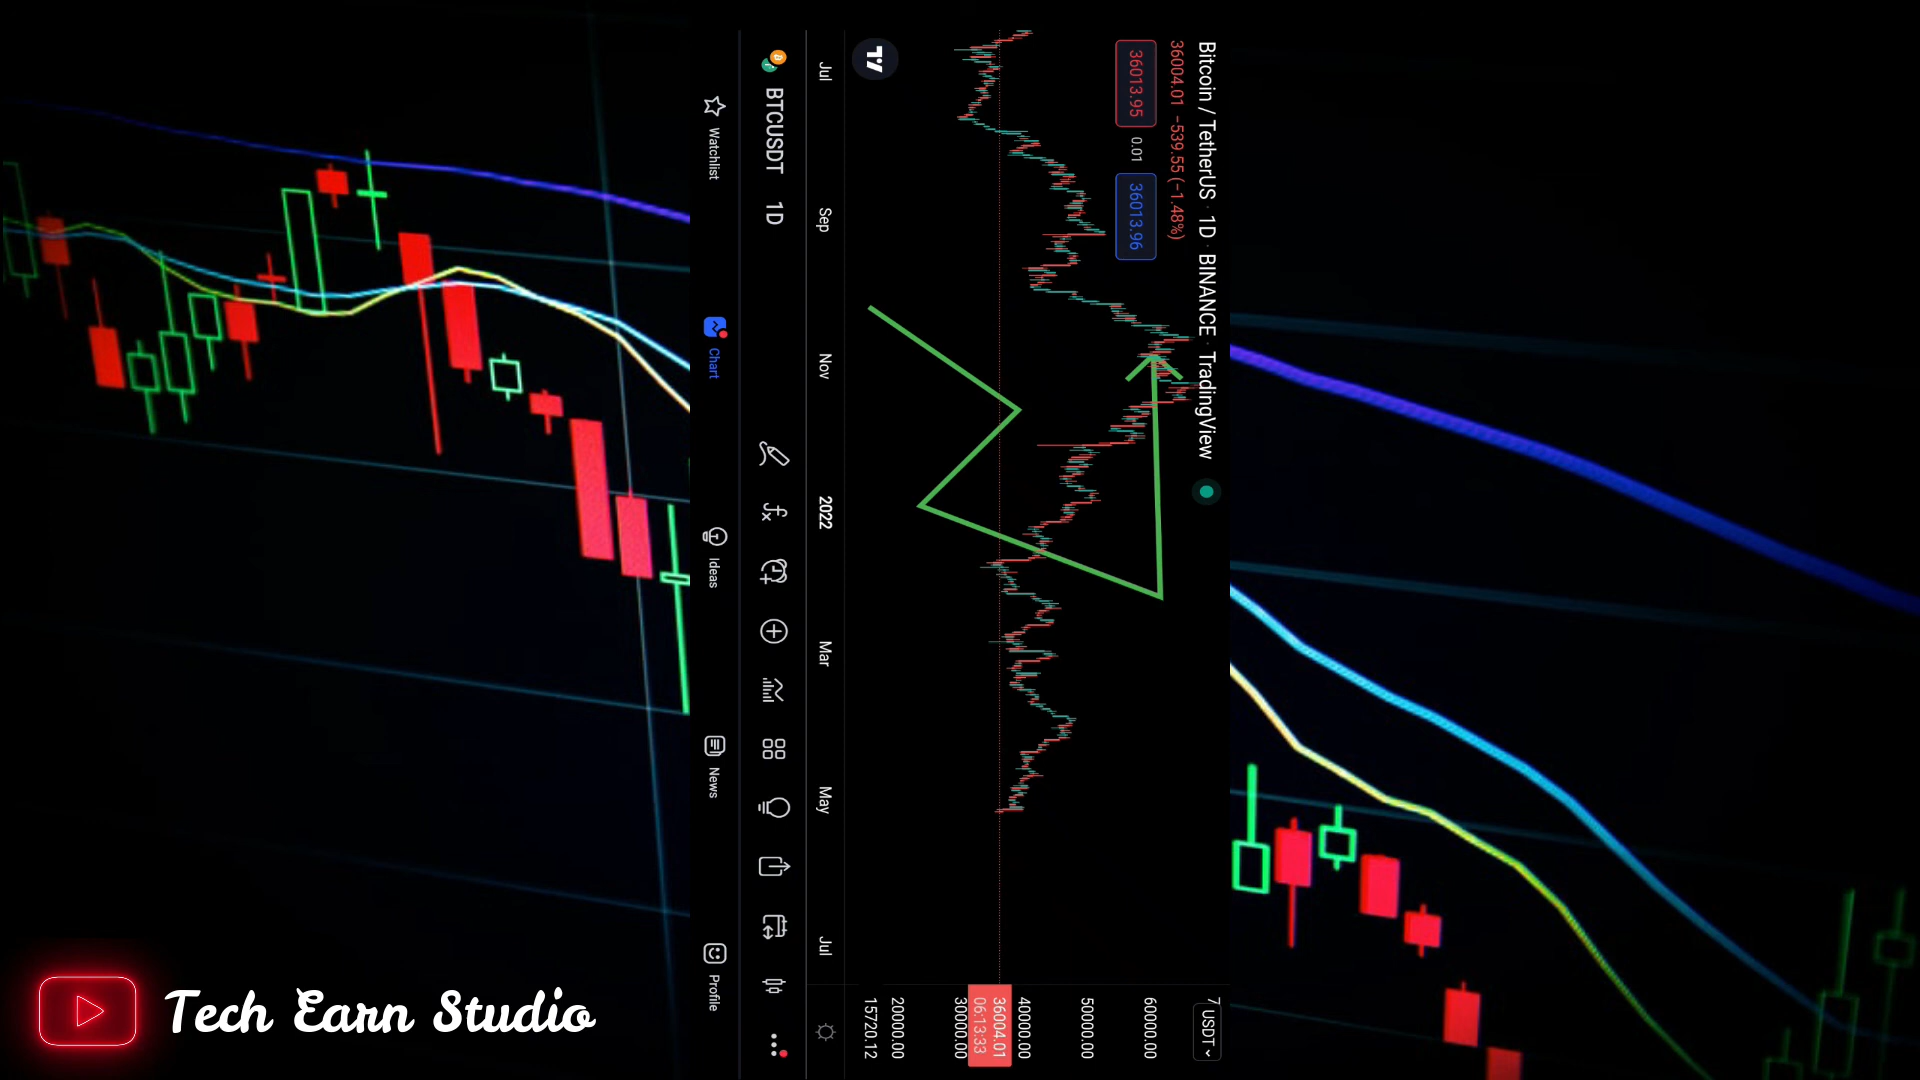 Bitcoin / TetherUS · 1D · BINANCE · TradingView
36004.01 −539.55 (−1.48%)
36013.95 0.01 36013.96
USDT
7
60000.00
50000.00
40000.00
36004.01
06:13:33
30000.00
20000.00
15720.12
Jul Sep Nov 2022 Mar May Jul
BTCUSDT 1D
Watchlist Chart Ideas News Profile
Tech Earn Studio